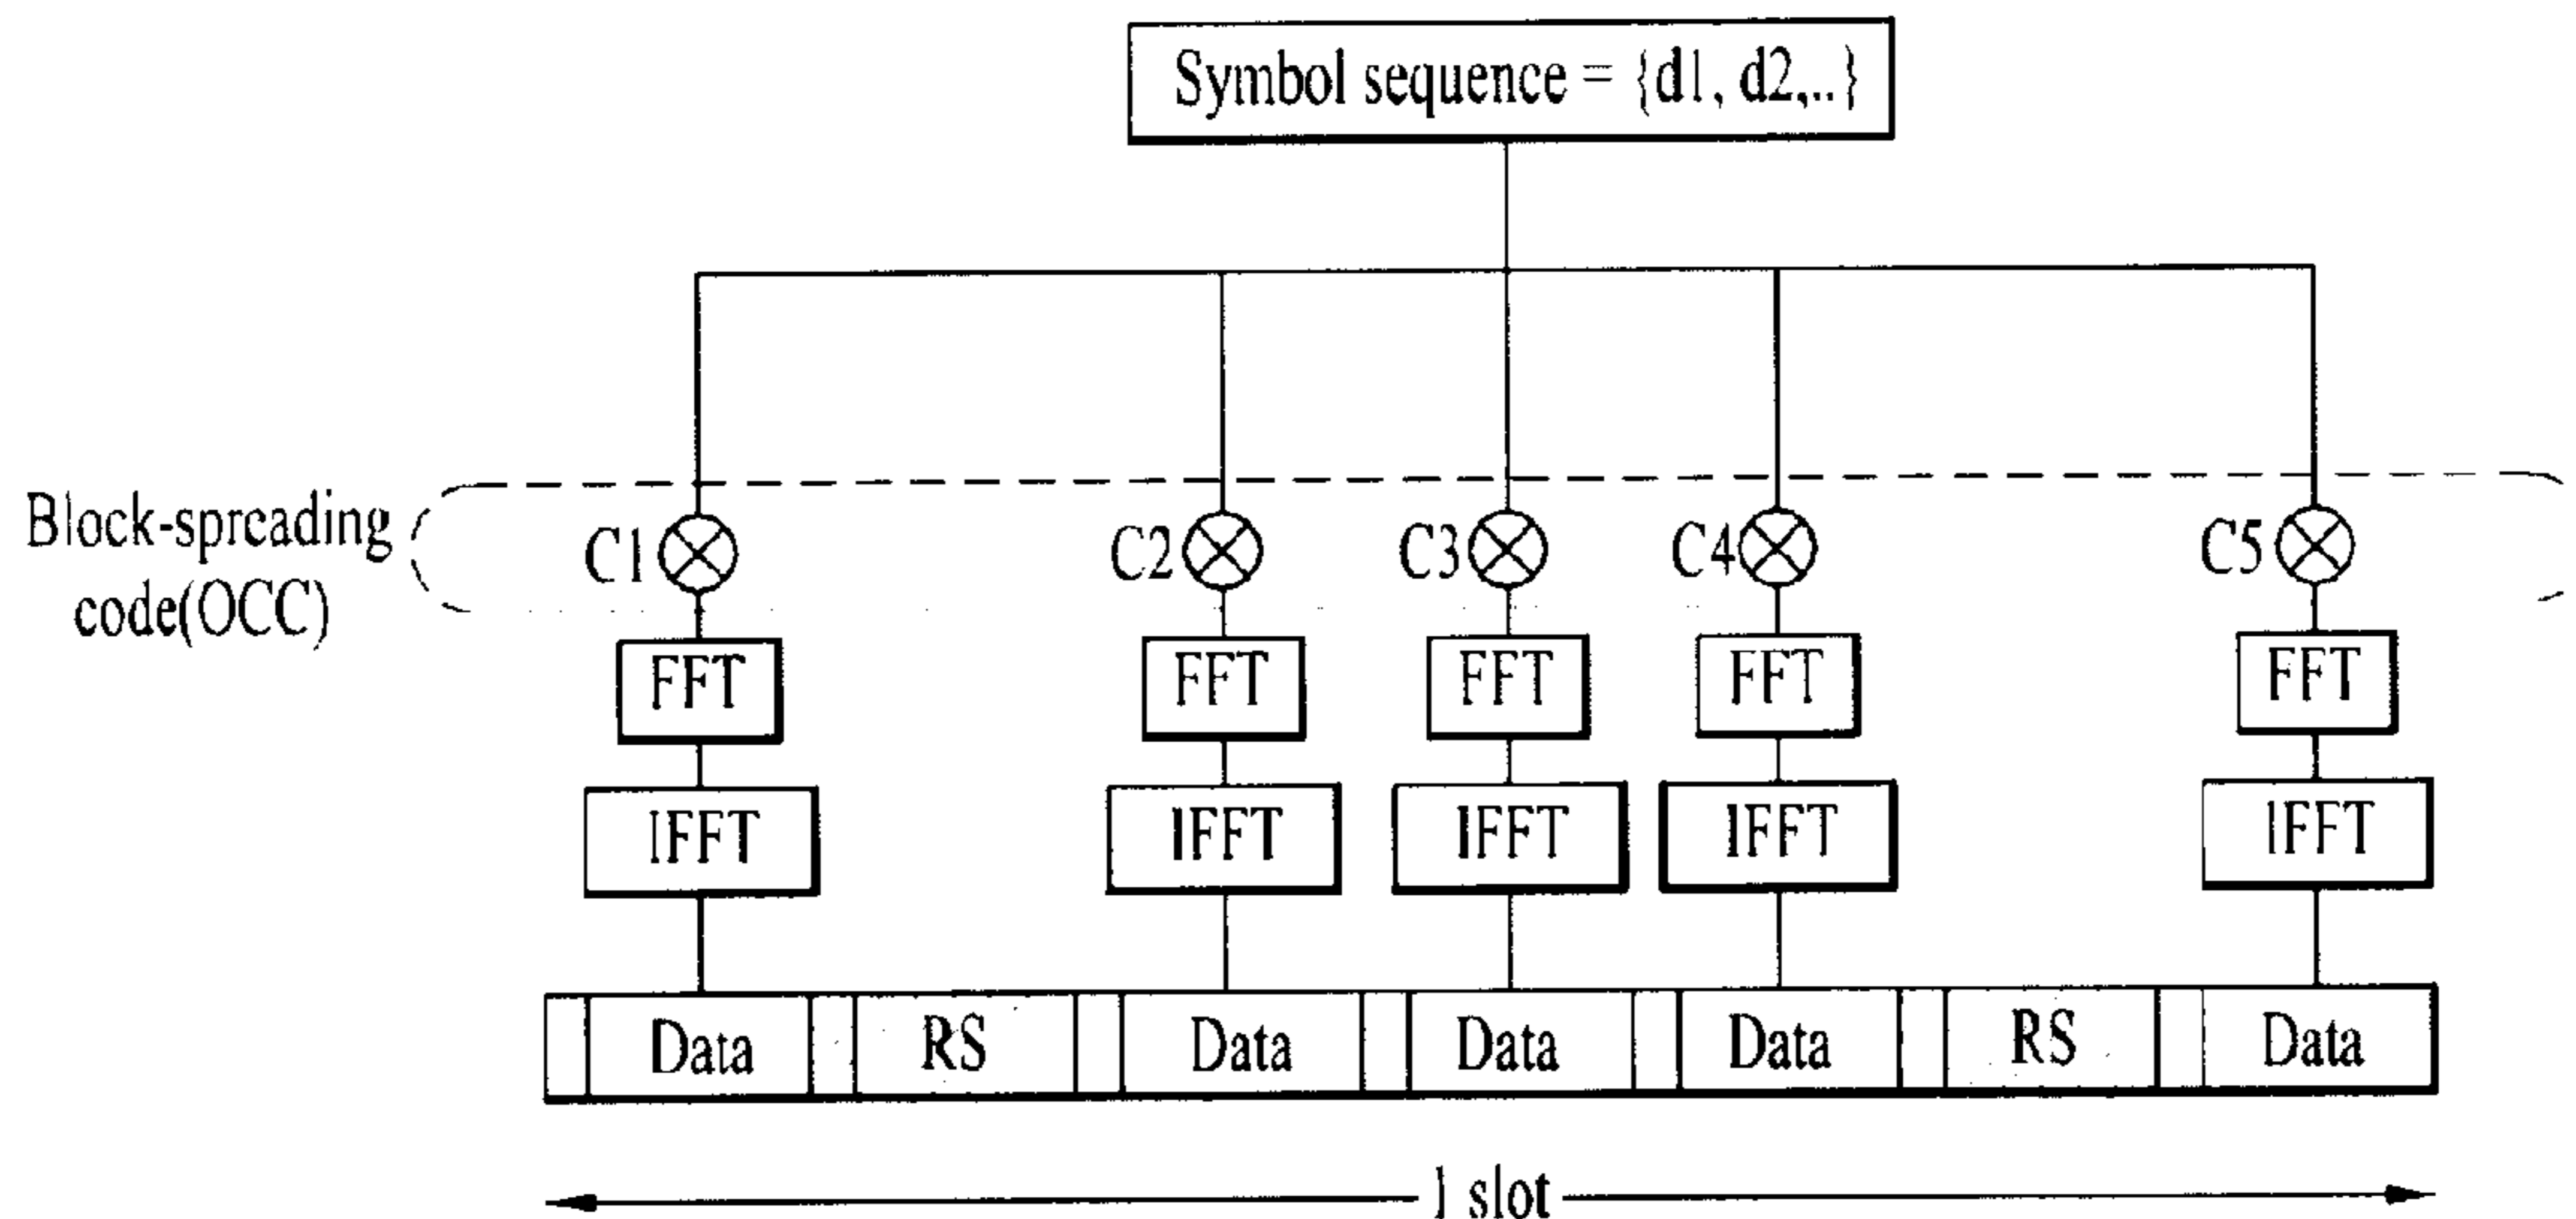 Symbol sequence = {d1, d2,..}
Block-spreading
code(OCC)
C1
C2
C3
C4
C5
FFT
FFT
FFT
FFT
FFT
IFFT
IFFT
IFFT
IFFT
IFFT
Data
RS
Data
Data
Data
RS
Data
1 slot